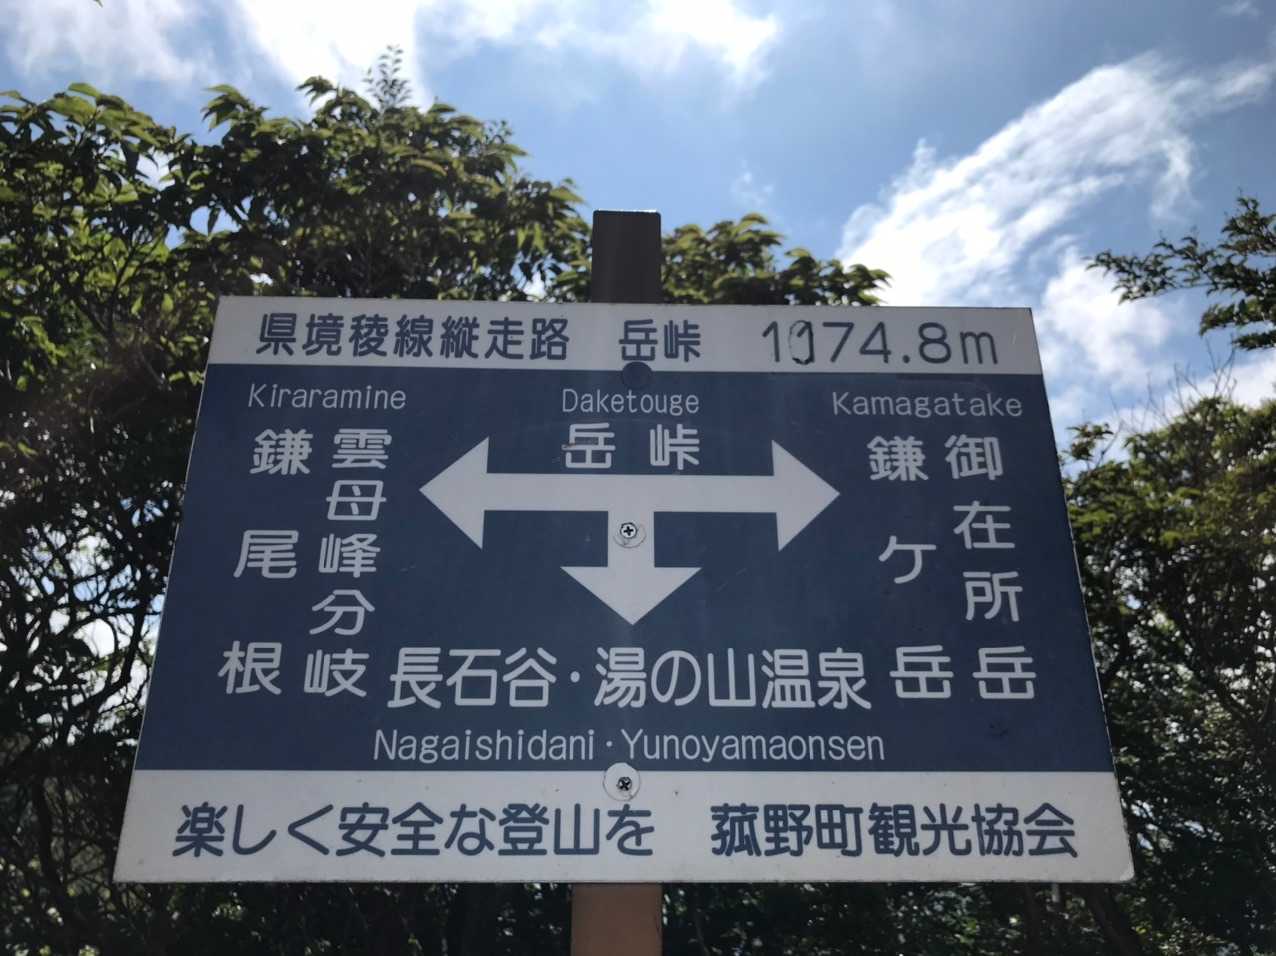 県境稜線縦走路 岳峠 1074.8m
Kiraramine
Daketouge
Kamagatake
雲母峰分岐
鎌尾根
岳峠
御在所岳
鎌ケ岳
長石谷・湯の山温泉
Nagaishidani・Yunoyamaonsen
楽しく安全な登山を 菰野町観光協会